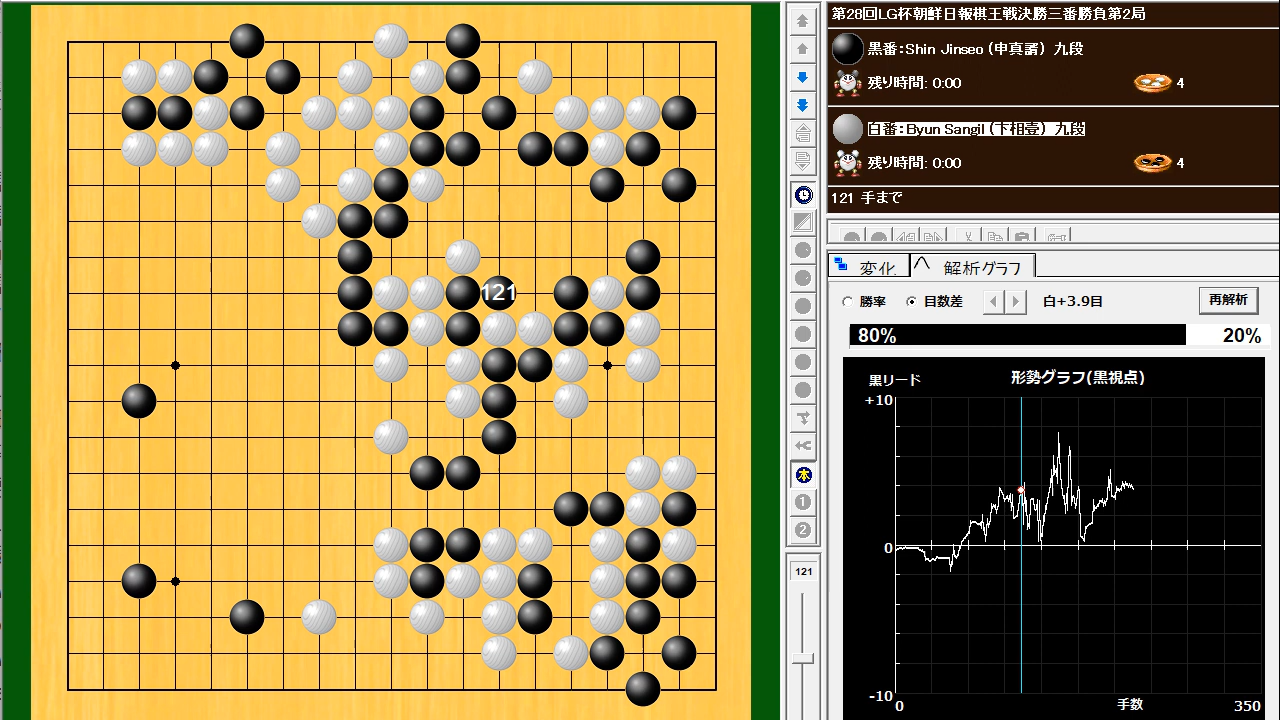 第28回LG杯朝鮮日報棋王戦決勝三番勝負第2局
黒番:Shin Jinseo (申真諝) 九段
残り時間: 0:00
4
白番:Byun Sangil (卞相壹) 九段
残り時間: 0:00
4
121 手まで
121
変化
解析グラフ
勝率
目数差
白+3.9目
再解析
80%
20%
黒リード
形勢グラフ(黒視点)
+10
0
-10
0
手数
350
木
1
2
121